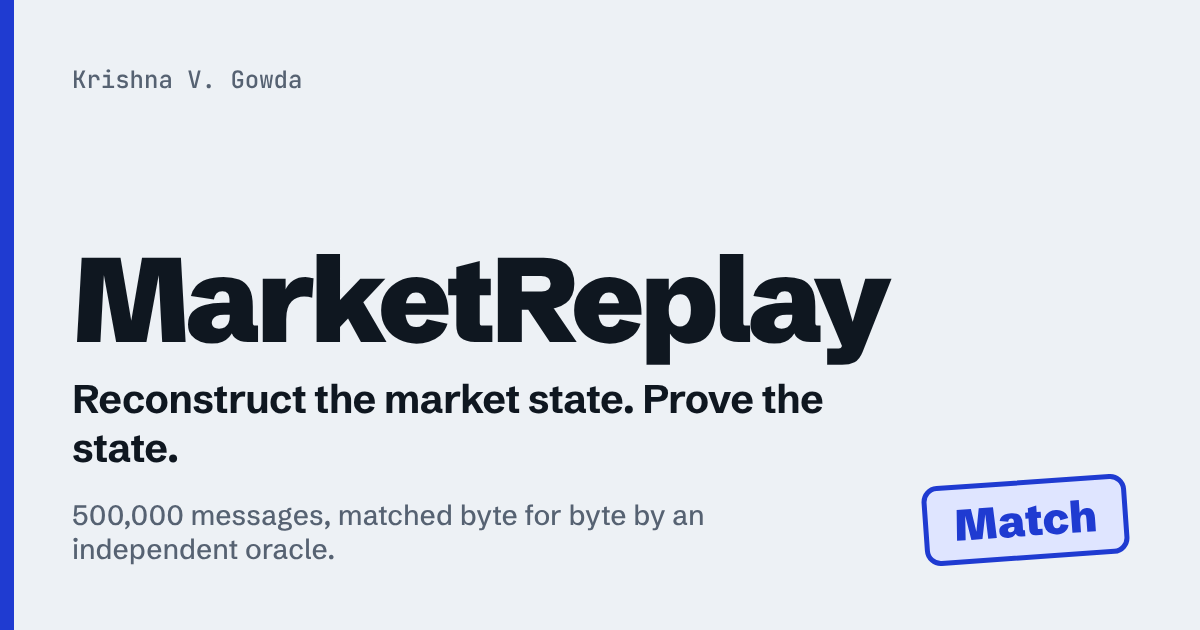 Krishna V. Gowda
MarketReplay
Reconstruct the market state. Prove the
state.
500,000 messages, matched byte for byte by an
independent oracle.
Match